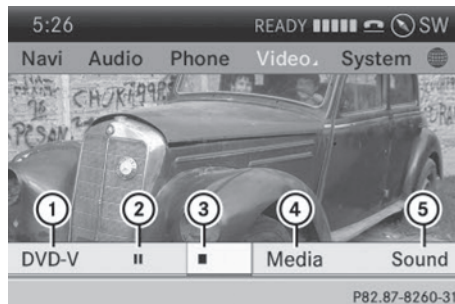 5:26 READY SW
Navi Audio Phone Video System
1 2 3 4 5
DVD-V Media Sound
P82.87-8260-31